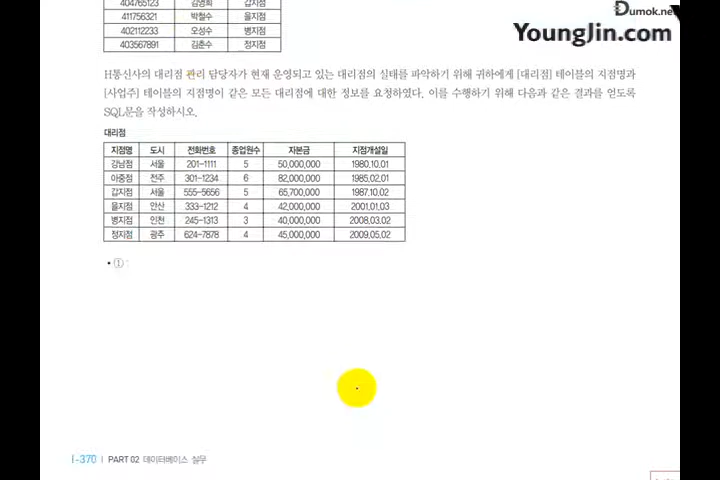 404765123 김영희 갑지점
411756321 박철수 을지점
402112233 오성수 병지점
403567891 김춘수 정지점
Dumok.ne
YoungJin.com
H통신사의 대리점 관리 담당자가 현재 운영되고 있는 대리점의 실태를 파악하기 위해 귀하에게 [대리점] 테이블의 지점명과
[사업주] 테이블의 지점명이 같은 모든 대리점에 대한 정보를 요청하였다. 이를 수행하기 위해 다음과 같은 결과를 얻도록
SQL문을 작성하시오.
대리점
지점명 도시 전화번호 종업원수 자본금 지점개설일
강남점 서울 201-1111 5 50,000,000 1980.10.01
아중점 전주 301-1234 6 82,000,000 1985.02.01
갑지점 서울 555-5656 5 65,700,000 1987.10.02
을지점 안산 333-1212 4 42,000,000 2001.01.03
병지점 인천 245-1313 3 40,000,000 2008.03.02
정지점 광주 624-7878 4 45,000,000 2009.05.02
• ① :
I-370 | PART 02 데이터베이스 실무